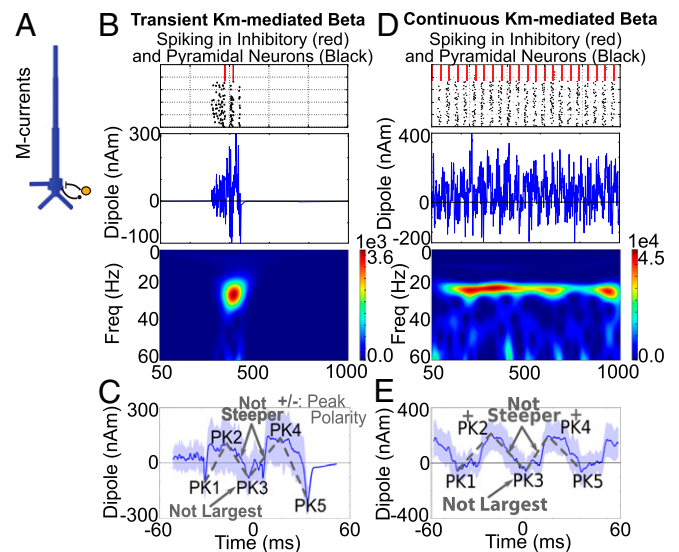 A
M-currents
B
Transient Km-mediated Beta
Spiking in Inhibitory (red)
and Pyramidal Neurons (Black)
300
0
-100
Dipole (nAm)
0
20
40
60
Freq (Hz)
50
500
1000
1e3
3.6
0.0
C
300
0
-300
Dipole (nAm)
Not
Steeper
+/-: Peak
Polarity
PK1
PK2
PK3
PK4
PK5
Not Largest
-60
0
60
Time (ms)
D
Continuous Km-mediated Beta
Spiking in Inhibitory (red)
and Pyramidal Neurons (Black)
400
0
-200
Dipole (nAm)
0
20
40
60
Freq (Hz)
50
500
1000
ms
1e4
4.5
0.0
E
400
0
-400
Dipole (nAm)
Not
+ Steeper +
PK1
PK2
PK3
PK4
PK5
Not Largest
-60
0
60
Time (ms)